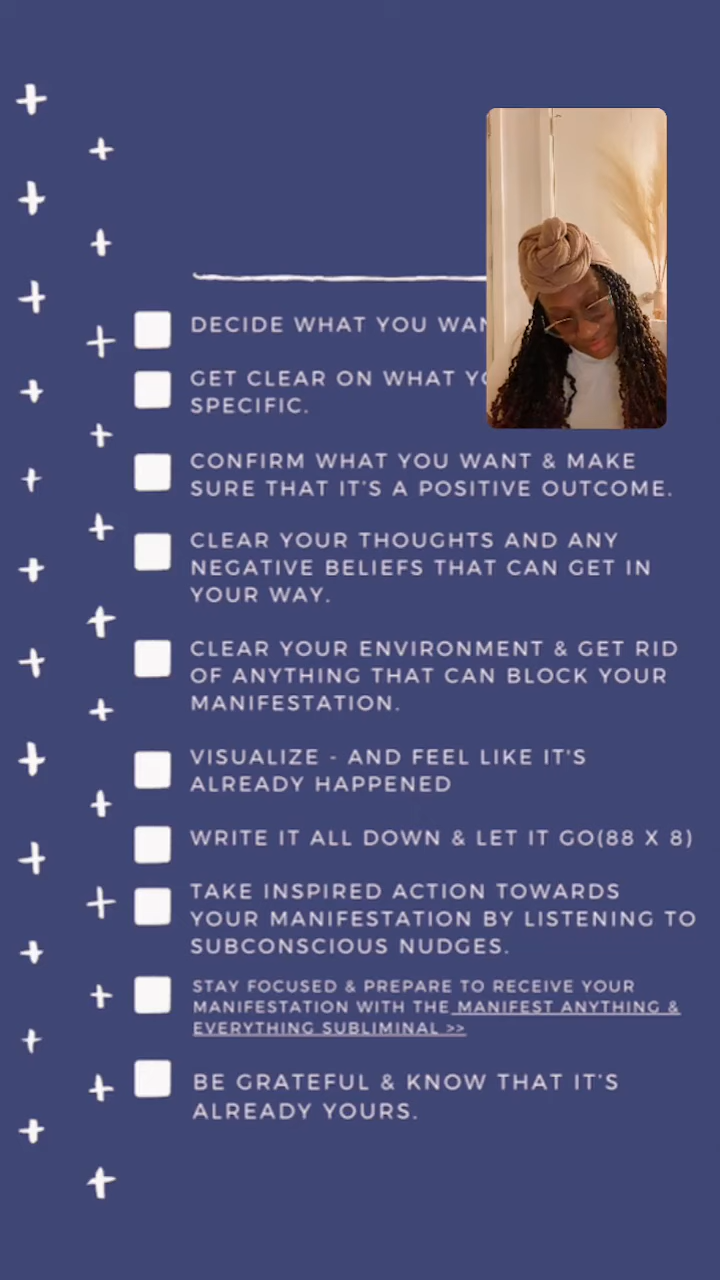 DECIDE WHAT YOU
GET CLEAR ON WHAT
SPECIFIC.
CONFIRM WHAT YOU WANT & MAKE
SURE THAT IT'S A POSITIVE OUTCOME.
CLEAR YOUR THOUGHTS AND ANY
NEGATIVE BELIEFS THAT CAN GET IN
YOUR WAY.
CLEAR YOUR ENVIRONMENT & GET RID
OF ANYTHING THAT CAN BLOCK YOUR
MANIFESTATION.
VISUALIZE - AND FEEL LIKE IT'S
ALREADY HAPPENED
WRITE IT ALL DOWN & LET IT GO(88 X 8)
TAKE INSPIRED ACTION TOWARDS
YOUR MANIFESTATION BY LISTENING TO
SUBCONSCIOUS NUDGES.
STAY FOCUSED & PREPARE TO RECEIVE YOUR
MANIFESTATION WITH THE MANIFEST ANYTHING &
EVERYTHING SUBLIMINAL >>
BE GRATEFUL & KNOW THAT IT'S
ALREADY YOURS.